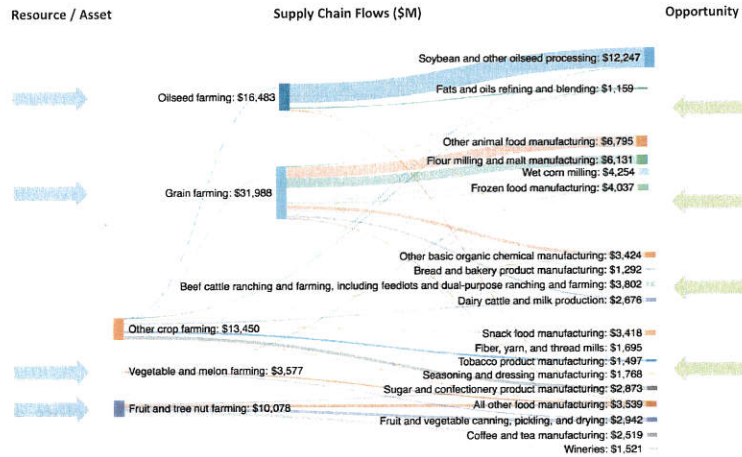 Resource / Asset
Supply Chain Flows ($M)
Opportunity
Soybean and other oilseed processing: $12,247
Oilseed farming: $16,483
Fats and oils refining and blending: $1,159
Other animal food manufacturing: $6,795
Flour milling and malt manufacturing: $6,131
Wet corn milling: $4,254
Grain farming: $31,988
Frozen food manufacturing: $4,037
Other basic organic chemical manufacturing: $3,424
Bread and bakery product manufacturing: $1,292
Beef cattle ranching and farming, including feedlots and dual-purpose ranching and farming: $3,802
Dairy cattle and milk production: $2,676
Other crop farming: $13,450
Snack food manufacturing: $3,418
Fiber, yarn, and thread mills: $1,695
Tobacco product manufacturing: $1,497
Vegetable and melon farming: $3,577
Seasoning and dressing manufacturing: $1,768
Sugar and confectionery product manufacturing: $2,873
All other food manufacturing: $3,539
Fruit and tree nut farming: $10,078
Fruit and vegetable canning, pickling, and drying: $2,942
Coffee and tea manufacturing: $2,519
Wineries: $1,521